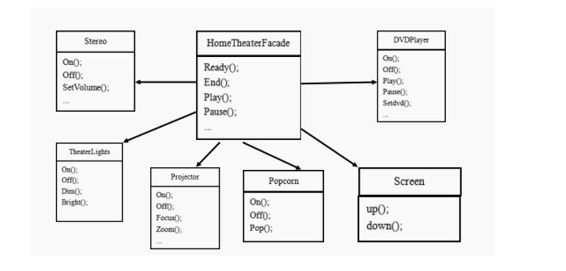 Stereo
On();
Off();
SetVolume();
...
HomeTheaterFacade
Ready();
End();
Play();
Pause();
...
DVDPlayer
On();
Off();
Play();
Pause();
Setdvd();
...
TheaterLights
On();
Off();
Dim();
Bright();
Projector
On();
Off();
Focus();
Zoom();
...
Popcorn
On();
Off();
Pop();
Screen
up();
down();